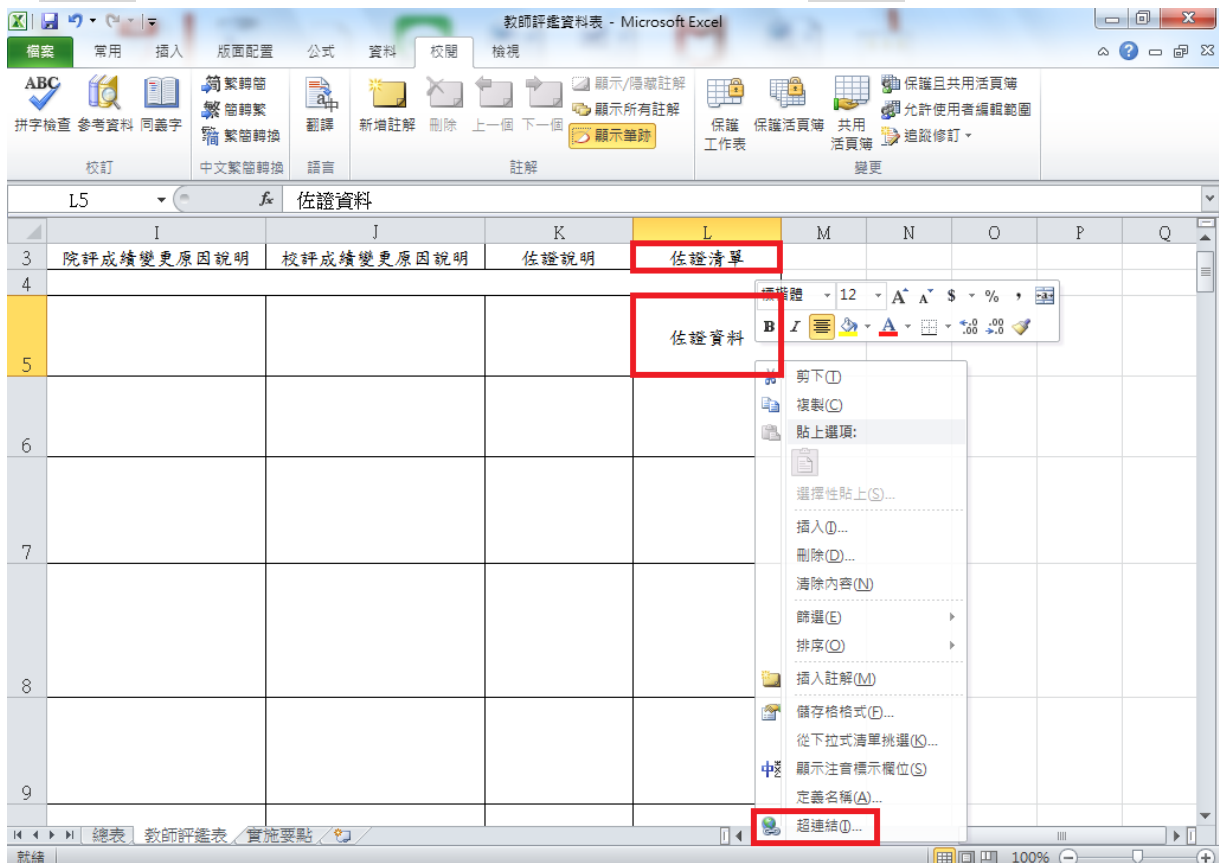 教師評鑑資料表 - Microsoft Excel
檔案 常用 插入 版面配置 公式 資料 校閱 檢視
ABC
拼字檢查 參考資料 同義字
校訂
簡 繁轉簡
繁 簡轉繁
繁簡轉換
中文繁簡轉換
翻譯
語言
新增註解 刪除 上一個 下一個
顯示/隱藏註解
顯示所有註解
顯示筆跡
註解
保護
工作表
保護活頁簿
共用
活頁簿
保護且共用活頁簿
允許使用者編輯範圍
追蹤修訂
變更
L5 fx 佐證資料
I J K L M N O P Q
3 院評成績變更原因說明 校評成績變更原因說明 佐證說明 佐證清單
4
標楷體 12 A A $ % ,
B I A .00 .00
5 佐證資料
剪下(T)
複製(C)
貼上選項:
6
選擇性貼上(S)...
插入(I)...
7
刪除(D)...
清除內容(N)
篩選(E)
排序(O)
8
插入註解(M)
儲存格格式(F)...
從下拉式清單挑選(K)...
顯示注音標示欄位(S)
9
定義名稱(A)...
超連結(I)...
總表 教師評鑑表 實施要點
就緒 100%